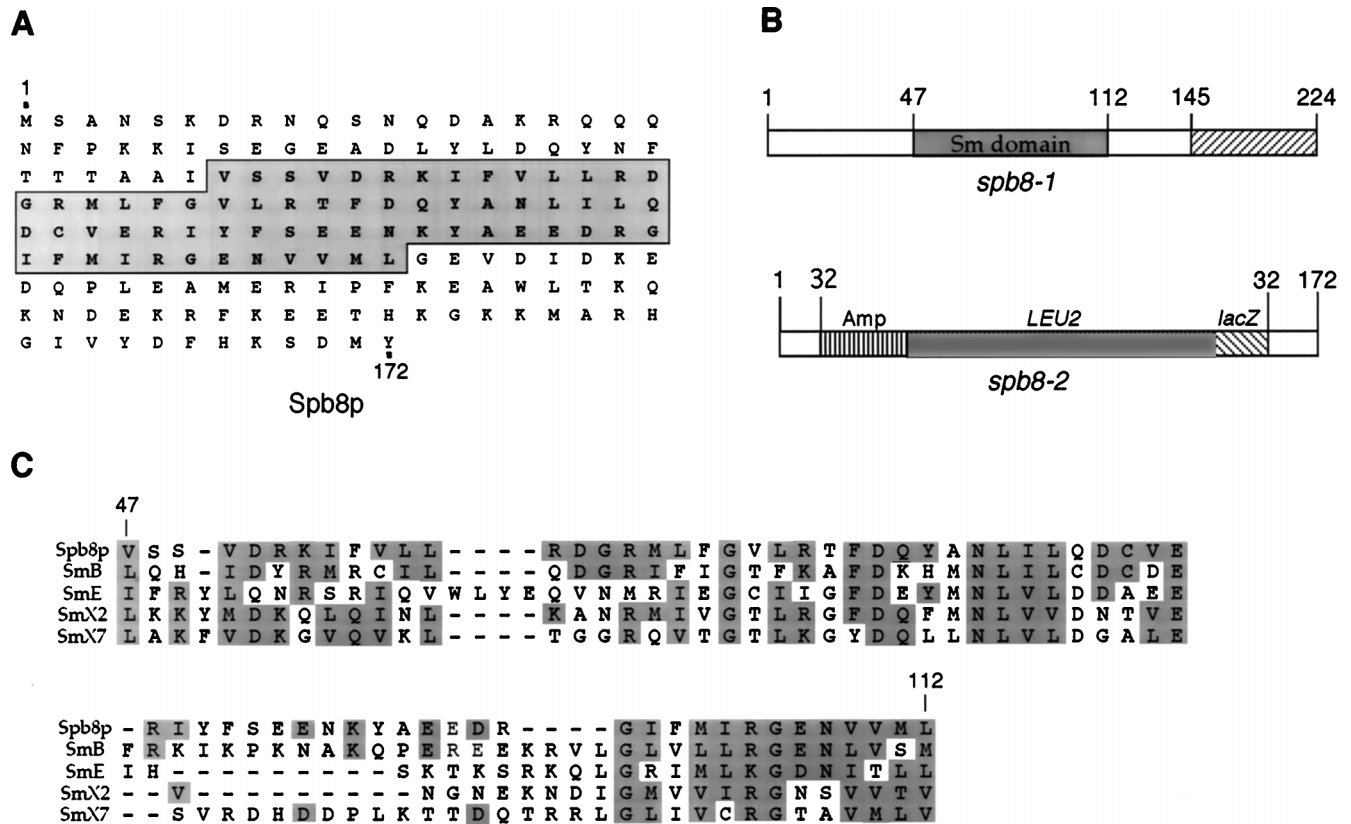 A
1
M S A N S K D R N Q S N Q D A K R Q Q Q
N F P K K I S E G E A D L Y L D Q Y N F
T T T A A I V S S V D R K I F V L L R D
G R M L F G V L R T F D Q Y A N L I L Q
D C V E R I Y F S E E N K Y A E E D R G
I F M I R G E N V V M L G E V D I D K E
D Q P L E A M E R I P F K E A W L T K Q
K N D E K R F K E E T H K G K K M A R H
G I V Y D F H K S D M Y
172
Spb8p
B
1 47 112 145 224
Sm domain
spb8-1
1 32 32 172
Amp LEU2 lacZ
spb8-2
C
47
Spb8p V S S - V D R K I F V L L - - - - R D G R M L F G V L R T F D Q Y A N L I L Q D C V E
SmB L Q H - I D Y R M R C I L - - - - Q D G R I F I G T F K A F D K H M N L I L C D C D E
SmE I F R Y L Q N R S R I Q V W L Y E Q V N M R I E G C I I G F D E Y M N L V L D D A E E
SmX2 L K K Y M D K Q L Q I N L - - - - K A N R M I V G T L R G F D Q F M N L V V D N T V E
SmX7 L A K F V D K G V Q V K L - - - - T G G R Q V T G T L K G Y D Q L L N L V L D G A L E
112
Spb8p - R I Y F S E E N K Y A E E D R - - - - G I F M I R G E N V V M L
SmB F R K I K P K N A K Q P E R E E K R V L G L V L L R G E N L V S M
SmE I H - - - - - - - - - S K T K S R K Q L G R I M L K G D N I T L L
SmX2 - - V - - - - - - - - - N G N E K N D I G M V V I R G N S V V T V
SmX7 - - S V R D H D D P L K T T D Q T R R L G L I V C R G T A V M L V